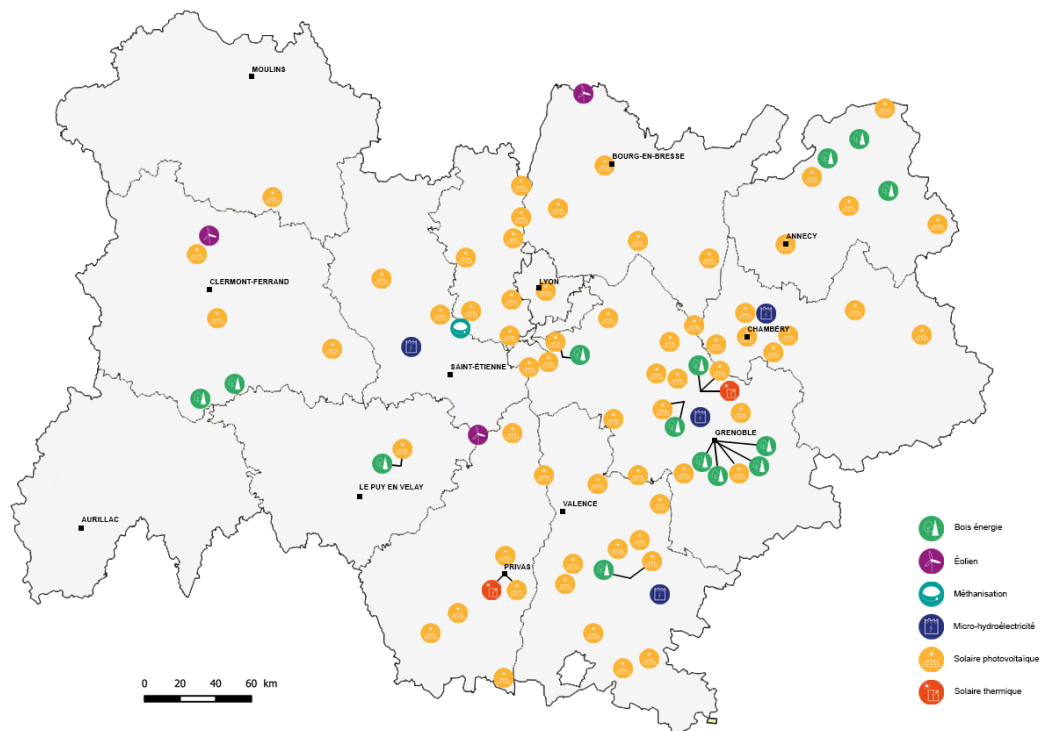 MOULINS
BOURG-EN-BRESSE
ANNECY
CLERMONT-FERRAND
LYON
CHAMBÉRY
SAINT-ÉTIENNE
GRENOBLE
LE PUY EN VELAY
VALENCE
AURILLAC
PRIVAS
Bois énergie
Éolien
Méthanisation
Micro-hydroélectricité
Solaire photovoltaïque
Solaire thermique
0 20 40 60 km